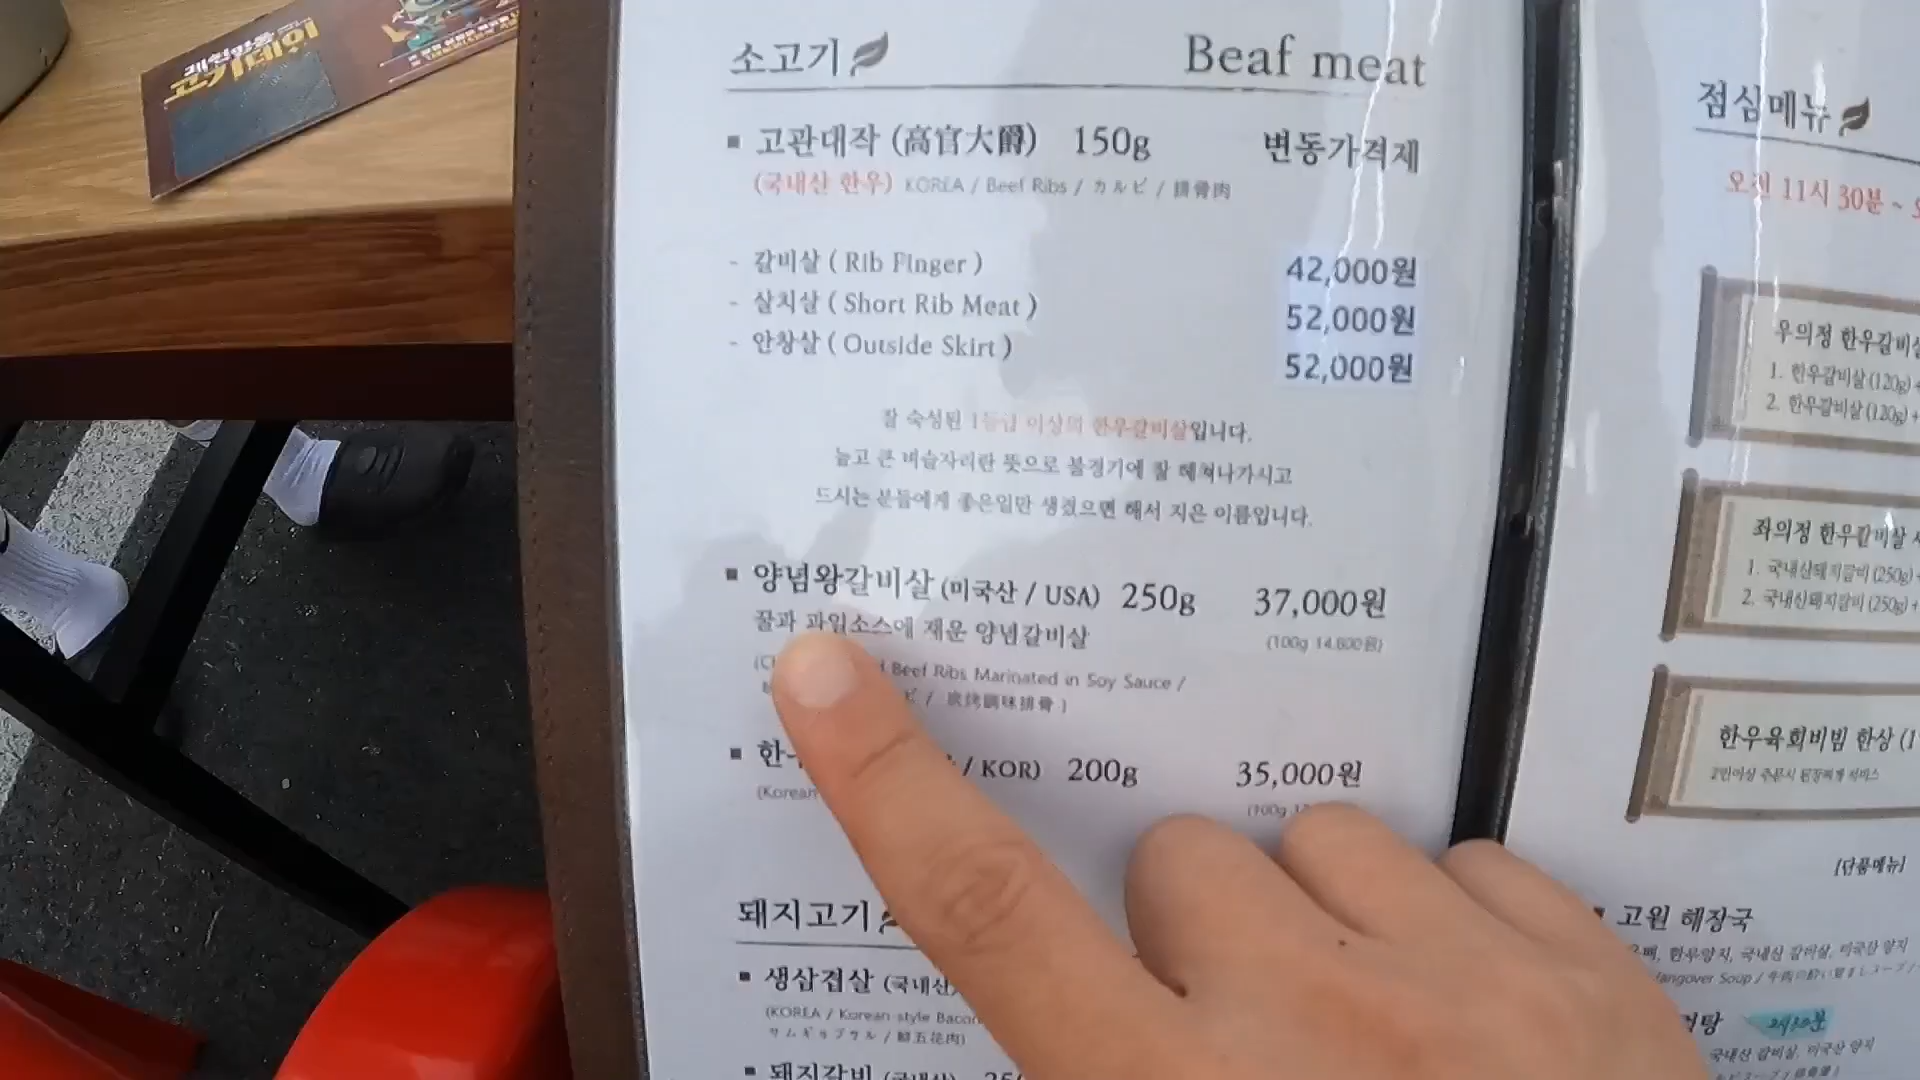 고기데이
소고기 Beaf meat
■ 고관대작 (高官大爵) 150g 변동가격제
(국내산 한우) KOREA / Beef Ribs / カルビ / 排骨肉
- 갈비살 ( Rib Finger ) 42,000원
- 살치살 ( Short Rib Meat ) 52,000원
- 안창살 ( Outside Skirt ) 52,000원
잘 숙성된 1등급 이상의 한우갈비살입니다.
높고 큰 벼슬자리란 뜻으로 불경기에 잘 헤쳐나가시고
드시는 분들에게 좋은일만 생겼으면 해서 지은 이름입니다.
■ 양념왕갈비살 (미국산 / USA) 250g 37,000원
꿀과 과일소스에 재운 양념갈비살 (100g 14,800원)
Beef Ribs Marinated in Soy Sauce /
/ 炭烤調味排骨 )
■ / KOR) 200g 35,000원
(Korean (100g
돼지고기
■ 생삼겹살 (국내산
(KOREA / Korean style Bacon
サムギョプサル / 鮮五花肉)
■ 돼지갈비 (국내산)
점심메뉴
오전 11시 30분 ~
우의정 한우갈비살
1. 한우갈비살 (120g) +
2. 한우갈비살 (120g) +
좌의정 한우갈비살
1. 국내산돼지갈비 (250g) +
2. 국내산돼지갈비 (250g) +
한우육회비빔 한상
2인이상 주문시 된장찌개 서비스
[단품메뉴]
■ 고원 해장국
한우양지, 국내산 갈비살, 미국산 양지
Hangover Soup /
국내산 갈비살, 미국산 양지